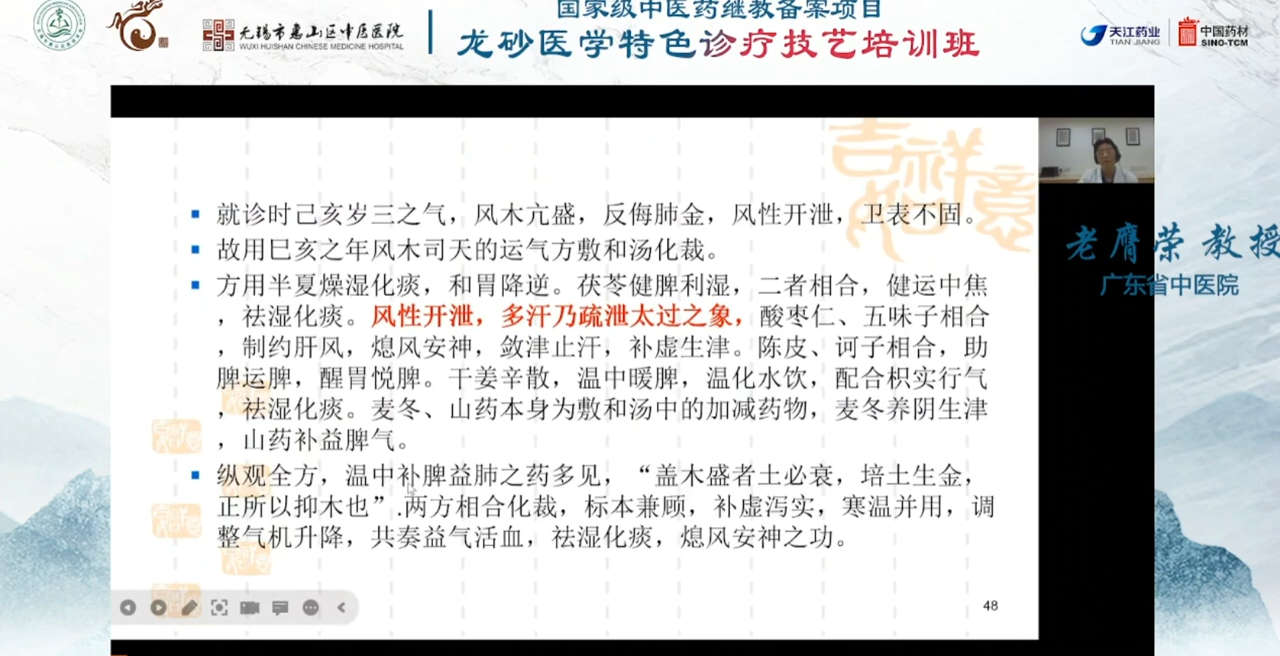 国家级中医药继教备案项目
无锡市惠山区中医医院
WUXI HUISHAN CHINESE MEDICINE HOSPITAL
龙砂医学特色诊疗技艺培训班
天江药业
TIAN JIANG
中国药材
SINO-TCM
吉祥如意
就诊时己亥岁三之气，风木亢盛，反侮肺金，风性开泄，卫表不固。
故用巳亥之年风木司天的运气方敷和汤化裁。
方用半夏燥湿化痰，和胃降逆。茯苓健脾利湿，二者相合，健运中焦
，祛湿化痰。风性开泄，多汗乃疏泄太过之象，酸枣仁、五味子相合
，制约肝风，熄风安神，敛津止汗，补虚生津。陈皮、诃子相合，助
脾运脾，醒胃悦脾。干姜辛散，温中暖脾，温化水饮，配合枳实行气
，祛湿化痰。麦冬、山药本身为敷和汤中的加减药物，麦冬养阴生津
，山药补益脾气。
纵观全方，温中补脾益肺之药多见，“盖木盛者土必衰，培土生金，
正所以抑木也”.两方相合化裁，标本兼顾，补虚泻实，寒温并用，调
整气机升降，共奏益气活血，祛湿化痰，熄风安神之功。
48
老膺荣 教授
广东省中医院